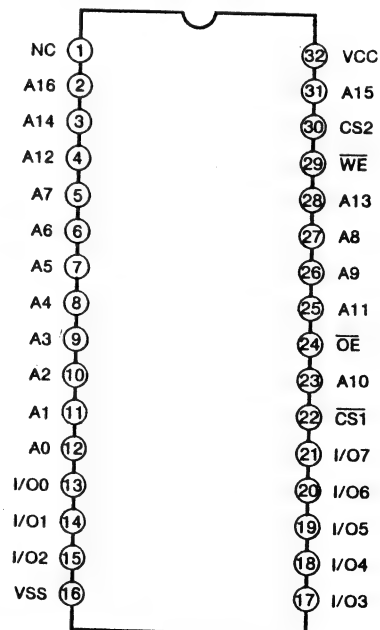 NC 1
A16 2
A14 3
A12 4
A7 5
A6 6
A5 7
A4 8
A3 9
A2 10
A1 11
A0 12
I/O0 13
I/O1 14
I/O2 15
VSS 16
32 VCC
31 A15
30 CS2
29 W̅E̅
28 A13
27 A8
26 A9
25 A11
24 O̅E̅
23 A10
22 C̅S̅1̅
21 I/O7
20 I/O6
19 I/O5
18 I/O4
17 I/O3